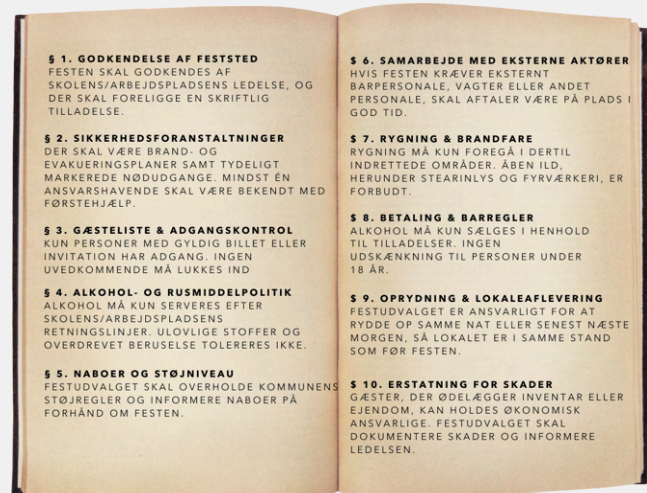 § 1. GODKENDELSE AF FESTSTED
FESTEN SKAL GODKENDES AF
SKOLENS/ARBEJDSPLADSENS LEDELSE, OG
DER SKAL FORELIGGE EN SKRIFTLIG
TILLADELSE.
§ 2. SIKKERHEDSFORANSTALTNINGER
DER SKAL VÆRE BRAND- OG
EVAKUERINGSPLANER SAMT TYDELIGT
MARKEREDE NØDUDGANGE. MINDST ÉN
ANSVARSHAVENDE SKAL VÆRE BEKENDT MED
FØRSTEHJÆLP.
§ 3. GÆSTELISTE & ADGANGSKONTROL
KUN PERSONER MED GYLDIG BILLET ELLER
INVITATION HAR ADGANG. INGEN
UVEDKOMMENDE MÅ LUKKES IND
§ 4. ALKOHOL- OG RUSMIDDELPOLITIK
ALKOHOL MÅ KUN SERVERES EFTER
SKOLENS/ARBEJDSPLADSENS
RETNINGSLINJER. ULOVLIGE STOFFER OG
OVERDREVET BERUSELSE TOLERERES IKKE.
§ 5. NABOER OG STØJNIVEAU
FESTUDVALGET SKAL OVERHOLDE KOMMUNENS
STØJREGLER OG INFORMERE NABOER PÅ
FORHÅND OM FESTEN.
$ 6. SAMARBEJDE MED EKSTERNE AKTØRER
HVIS FESTEN KRÆVER EKSTERNT
BARPERSONALE, VAGTER ELLER ANDET
PERSONALE, SKAL AFTALER VÆRE PÅ PLADS I
GOD TID.
$ 7. RYGNING & BRANDFARE
RYGNING MÅ KUN FOREGÅ I DERTIL
INDRETTEDE OMRÅDER. ÅBEN ILD,
HERUNDER STEARINLYS OG FYRVÆRKERI, ER
FORBUDT.
$ 8. BETALING & BARREGLER
ALKOHOL MÅ KUN SÆLGES I HENHOLD
TIL TILLADELSER. INGEN
UDSKÆNKNING TIL PERSONER UNDER
18 ÅR.
$ 9. OPRYDNING & LOKALEAFLEVERING
FESTUDVALGET ER ANSVARLIGT FOR AT
RYDDE OP SAMME NAT ELLER SENEST NÆSTE
MORGEN, SÅ LOKALET ER I SAMME STAND
SOM FØR FESTEN.
$ 10. ERSTATNING FOR SKADER
GÆSTER, DER ØDELÆGGER INVENTAR ELLER
EJENDOM, KAN HOLDES ØKONOMISK
ANSVARLIGE. FESTUDVALGET SKAL
DOKUMENTERE SKADER OG INFORMERE
LEDELSEN.